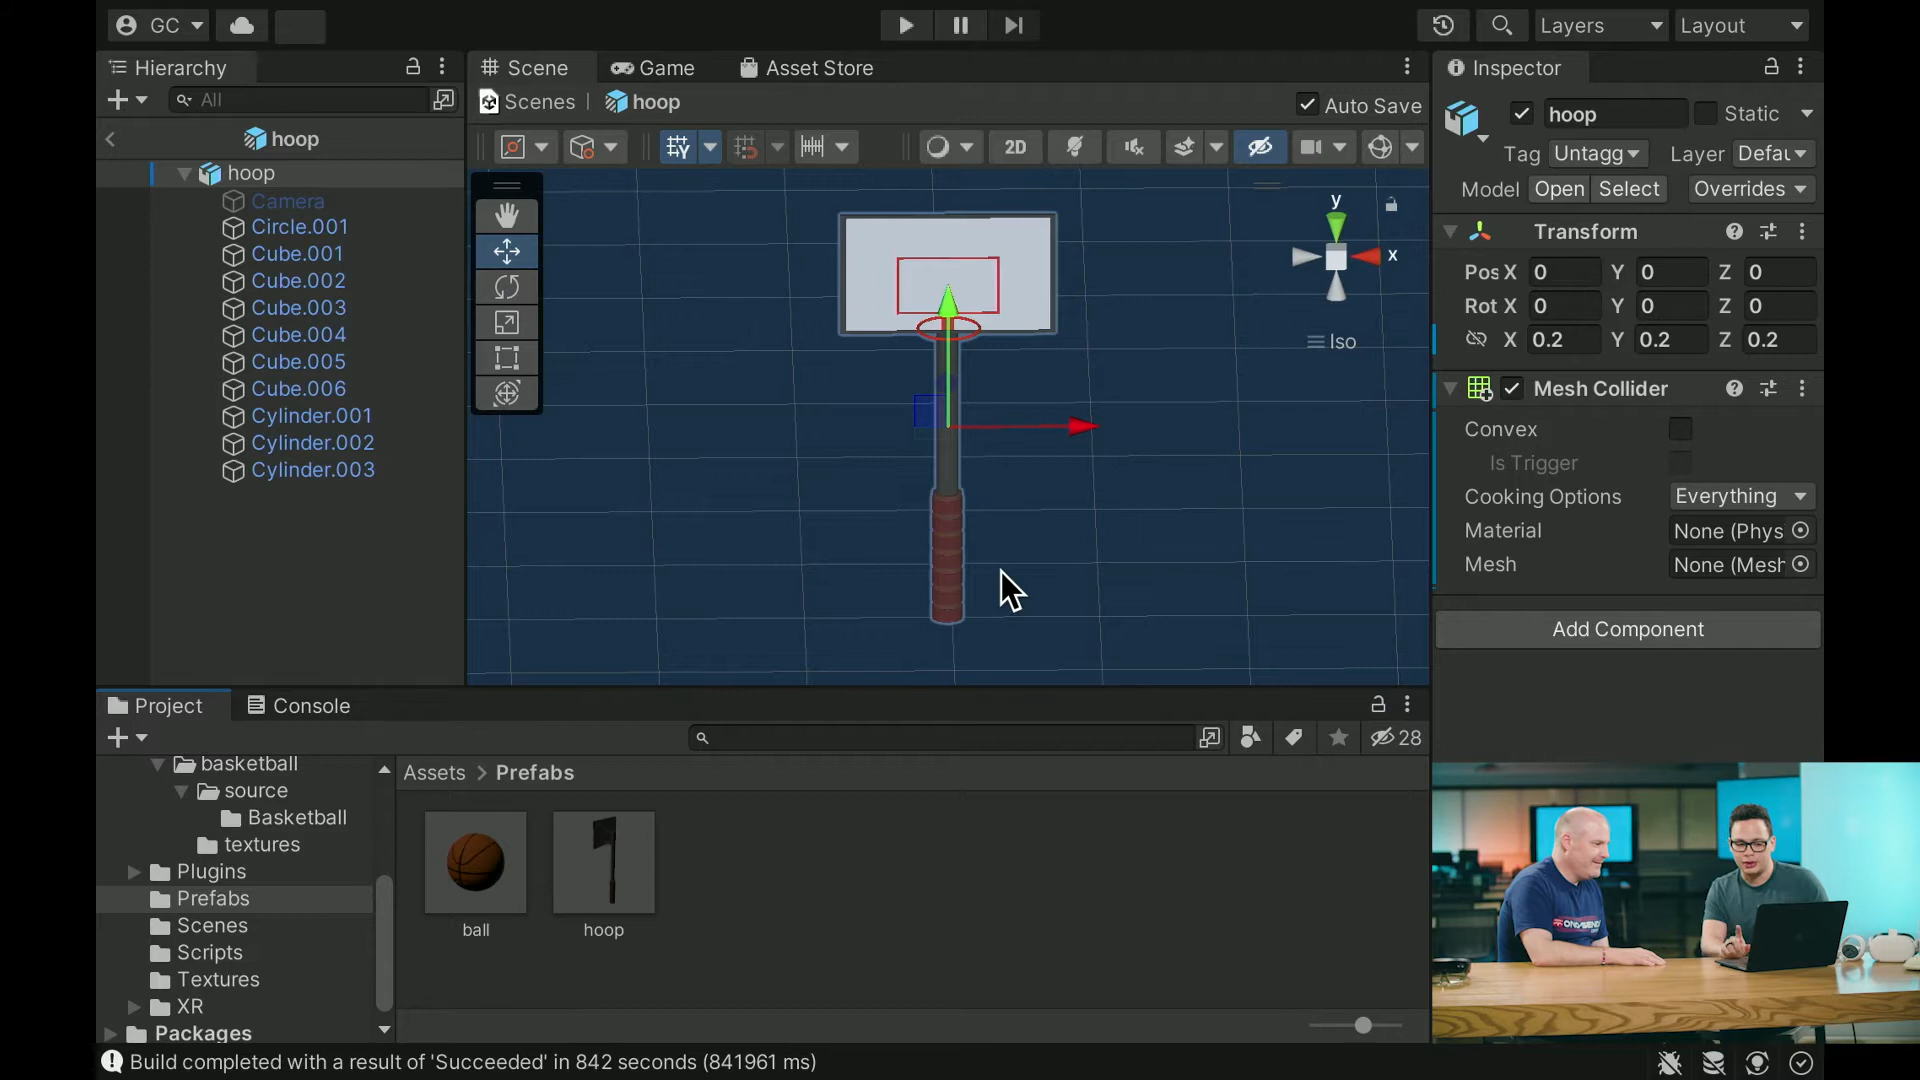 GC
Layers
Layout
Hierarchy
All
hoop
hoop
Camera
Circle.001
Cube.001
Cube.002
Cube.003
Cube.004
Cube.005
Cube.006
Cylinder.001
Cylinder.002
Cylinder.003
Scene
Game
Asset Store
Scenes
hoop
Auto Save
2D
y
x
Iso
Inspector
hoop
Static
Tag Untagg Layer Defau
Model Open Select Overrides
Transform
Pos X 0 Y 0 Z 0
Rot X 0 Y 0 Z 0
X 0.2 Y 0.2 Z 0.2
Mesh Collider
Convex
Is Trigger
Cooking Options Everything
Material None (Phys
Mesh None (Mesh
Add Component
Project
Console
28
basketball
source
Basketball
textures
Plugins
Prefabs
Scenes
Scripts
Textures
XR
Packages
Assets > Prefabs
ball
hoop
Build completed with a result of 'Succeeded' in 842 seconds (841961 ms)